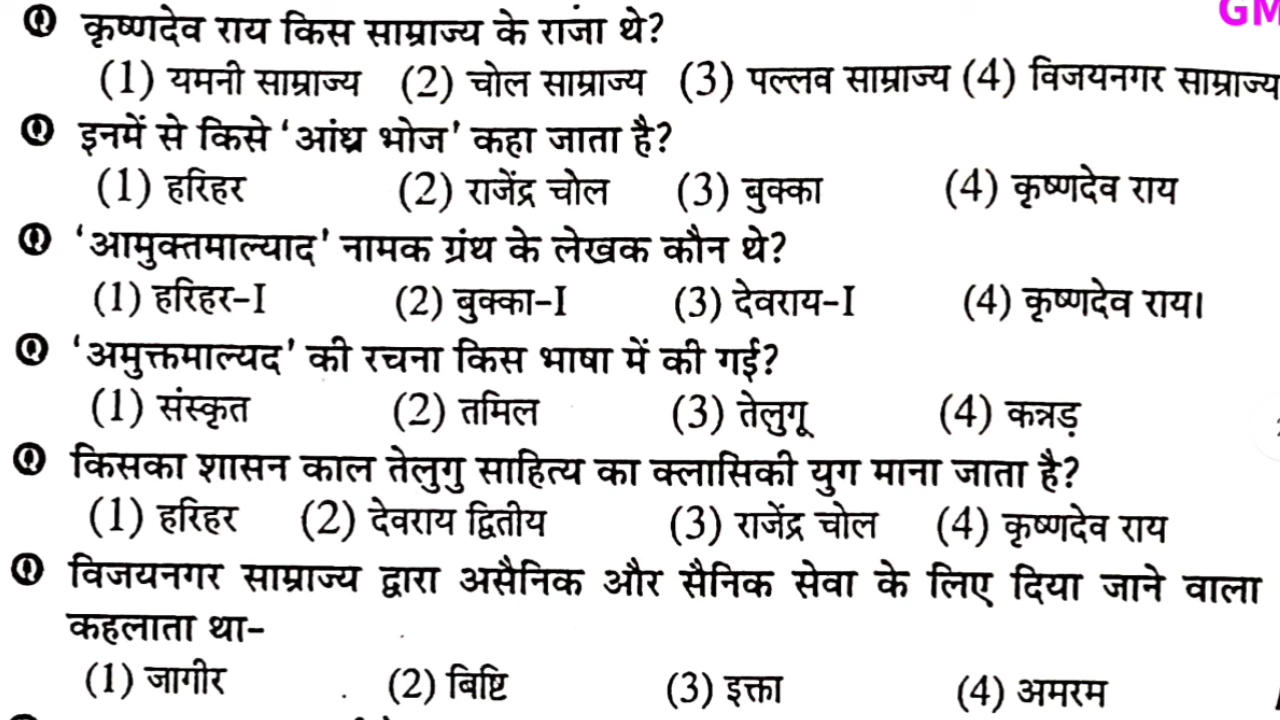 GM
Q कृष्णदेव राय किस साम्राज्य के राजा थे?
(1) यमनी साम्राज्य (2) चोल साम्राज्य (3) पल्लव साम्राज्य (4) विजयनगर साम्राज्य
Q इनमें से किसे ‘आंध्र भोज’ कहा जाता है?
(1) हरिहर (2) राजेंद्र चोल (3) बुक्का (4) कृष्णदेव राय
Q ‘आमुक्तमाल्याद’ नामक ग्रंथ के लेखक कौन थे?
(1) हरिहर-I (2) बुक्का-I (3) देवराय-I (4) कृष्णदेव राय।
Q ‘अमुक्तमाल्यद’ की रचना किस भाषा में की गई?
(1) संस्कृत (2) तमिल (3) तेलुगू (4) कन्नड़
Q किसका शासन काल तेलुगु साहित्य का क्लासिकी युग माना जाता है?
(1) हरिहर (2) देवराय द्वितीय (3) राजेंद्र चोल (4) कृष्णदेव राय
Q विजयनगर साम्राज्य द्वारा असैनिक और सैनिक सेवा के लिए दिया जाने वाला
कहलाता था-
(1) जागीर (2) बिष्टि (3) इक्ता (4) अमरम